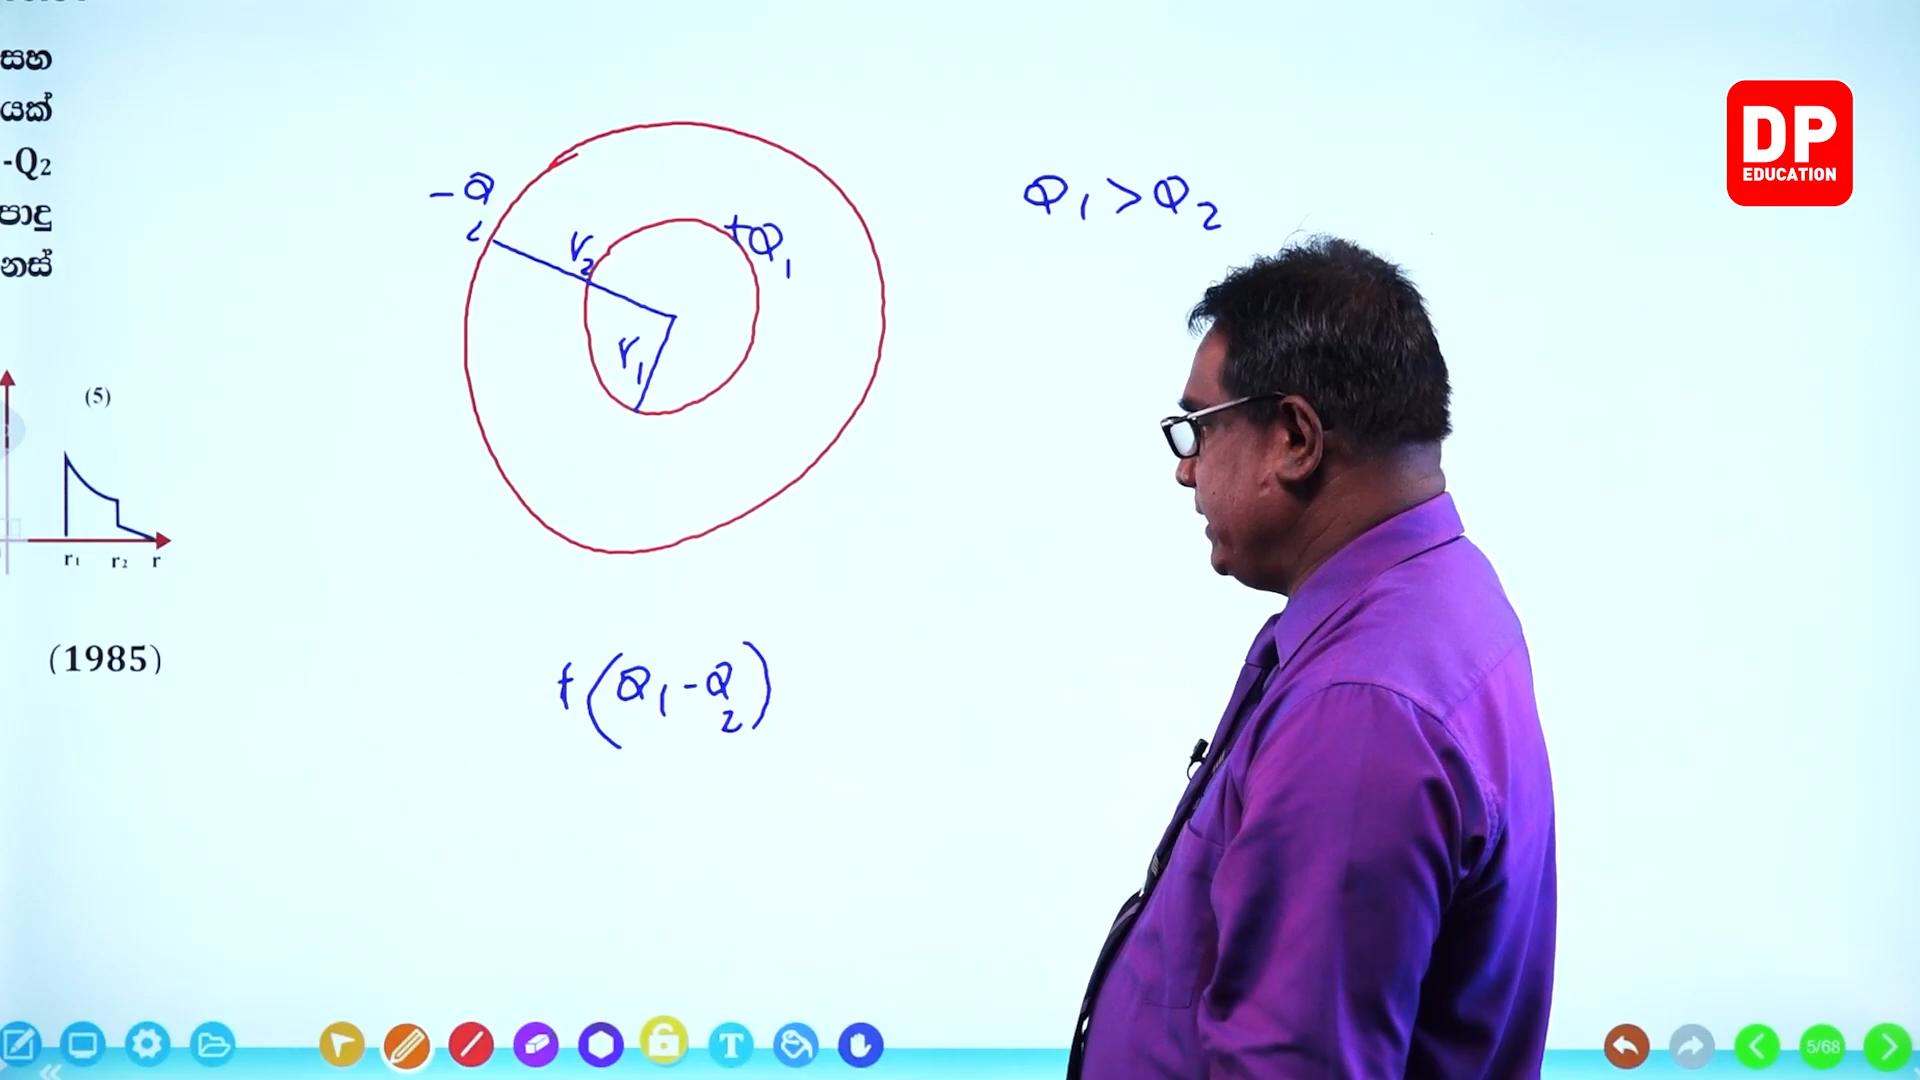 සහ
යක්
-Q₂
පාදු
නස්
DP
EDUCATION
-Q₂
r₂
+Q₁
r₁
Q₁ > Q₂
(5)
r₁ r₂ r
(1985)
+(Q₁-Q₂)
T
5/68